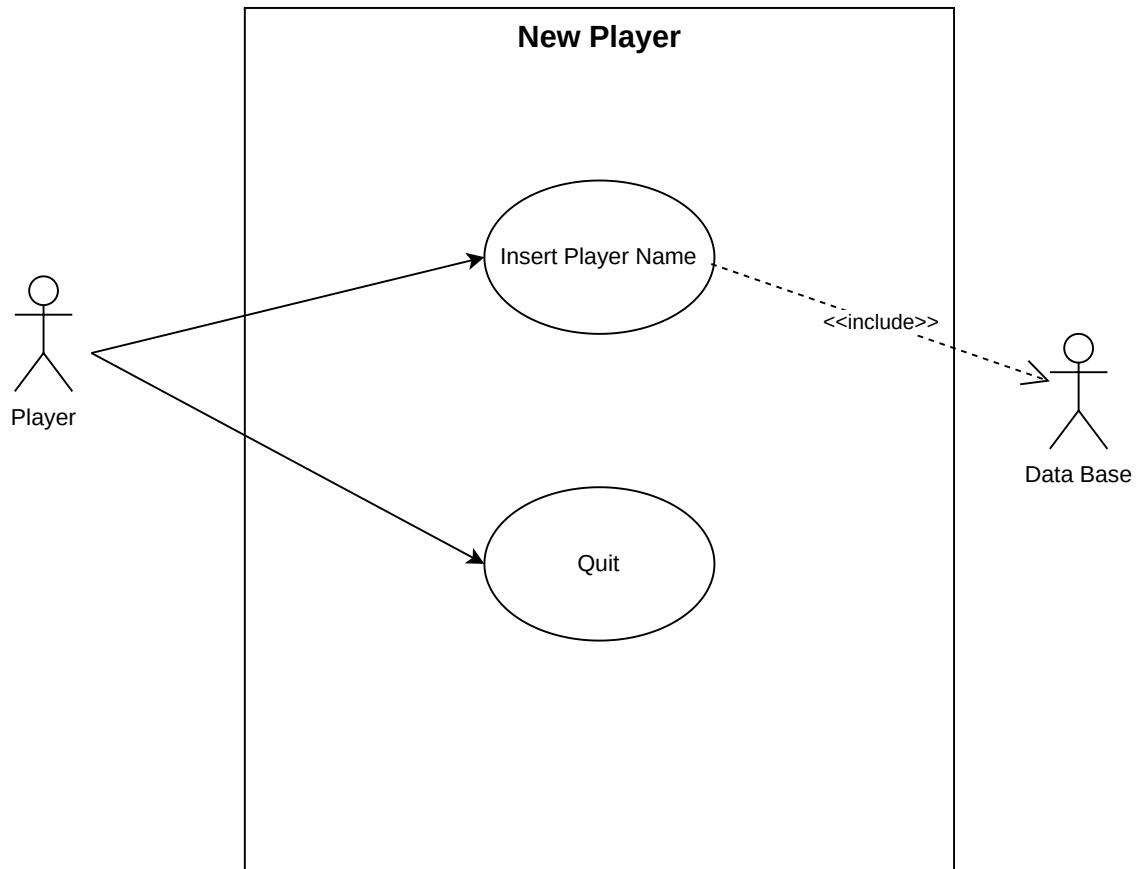 New Player
Insert Player Name
<<include>>
Player
Data Base
Quit